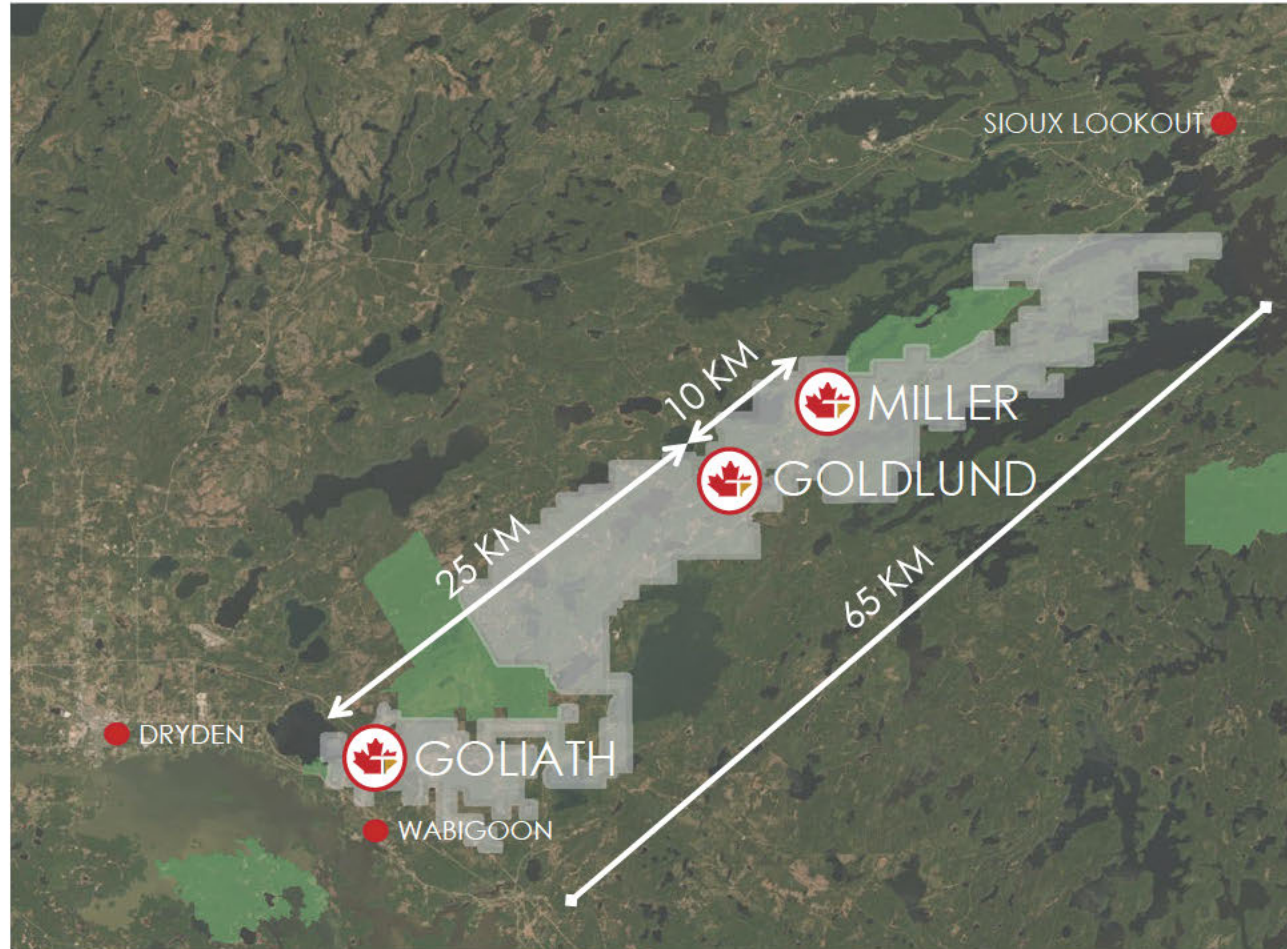 SIOUX LOOKOUT
10 KM
MILLER
GOLDLUND
25 KM
65 KM
DRYDEN
GOLIATH
WABIGOON